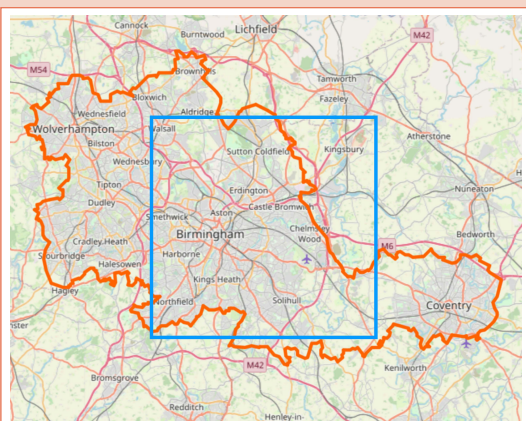 Cannock
Burntwood
Lichfield
M42
M54
Brownhills
Tamworth
Bloxwich
Fazeley
Wednesfield
Aldridge
Wolverhampton
Walsall
Atherstone
Bilston
Sutton Coldfield
Kingsbury
Wednesbury
Tipton
Erdington
Nuneaton
Dudley
Smethwick
Aston
Castle Bromwich
Birmingham
Chelmsley
Wood
Bedworth
Cradley Heath
M6
Stourbridge
Harborne
Halesowen
Kings Heath
Hagley
Northfield
Solihull
Coventry
ster
M42
Kenilworth
Bromsgrove
Redditch
Henley-in-